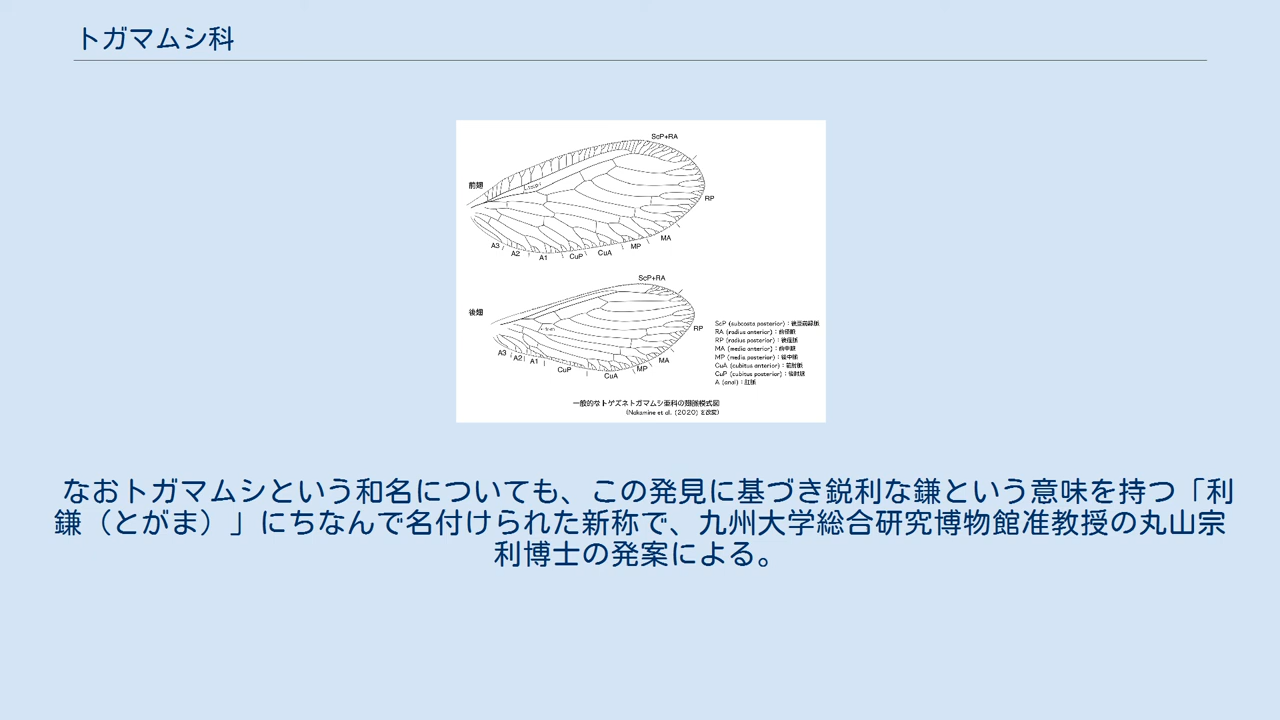 トガマムシ科
ScP+RA
前翅
RP
MA
MP
CuA
CuP
A1
A2
A3
ScP+RA
後翅
RP
MA
MP
CuA
CuP
A1
A2
A3
ScP (subcosta posterior)：後亜前縁脈
RA (radius anterior)：前径脈
RP (radius posterior)：後径脈
MA (media anterior)：前中脈
MP (media posterior)：後中脈
CuA (cubitus anterior)：前肘脈
CuP (cubitus posterior)：後肘脈
A (anal)：肛脈
一般的なトゲズネトガマムシ亜科の翅脈模式図
(Nakamine et al. (2020) を改変)
なおトガマムシという和名についても、この発見に基づき鋭利な鎌という意味を持つ「利
鎌（とがま）」にちなんで名付けられた新称で、九州大学総合研究博物館准教授の丸山宗
利博士の発案による。